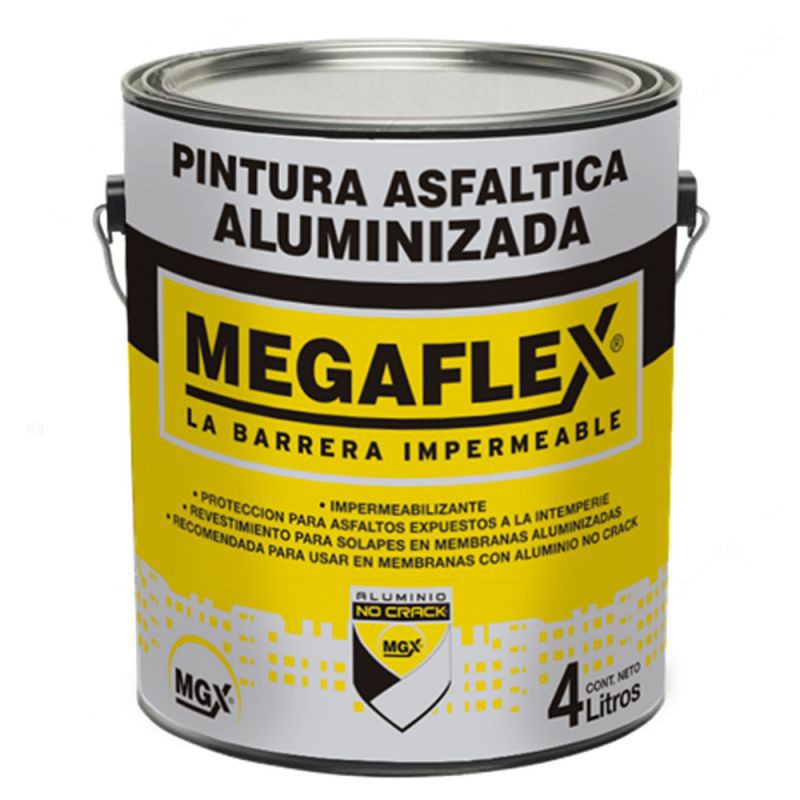 PINTURA ASFALTICA
ALUMINIZADA
MEGAFLEX®
LA BARRERA IMPERMEABLE
• IMPERMEABILIZANTE
• PROTECCION PARA ASFALTOS EXPUESTOS A LA INTEMPERIE
• REVESTIMIENTO PARA SOLAPES EN MEMBRANAS ALUMINIZADAS
• RECOMENDADA PARA USAR EN MEMBRANAS CON ALUMINIO NO CRACK
ALUMINIO
NO CRACK
MGX
MGX®
4 CONT. NETO
Litros